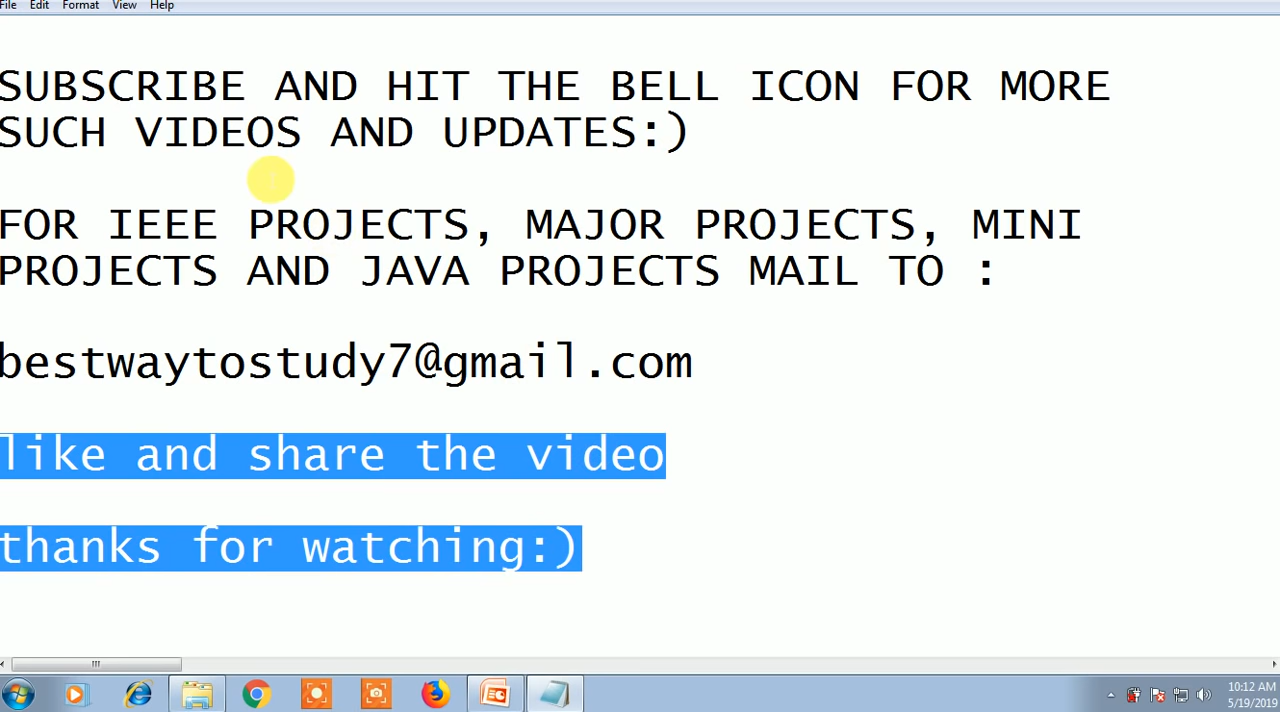 File Edit Format View Help
SUBSCRIBE AND HIT THE BELL ICON FOR MORE
SUCH VIDEOS AND UPDATES:)
FOR IEEE PROJECTS, MAJOR PROJECTS, MINI
PROJECTS AND JAVA PROJECTS MAIL TO :
bestwaytostudy7@gmail.com
like and share the video
thanks for watching:)
10:12 AM
5/19/2019